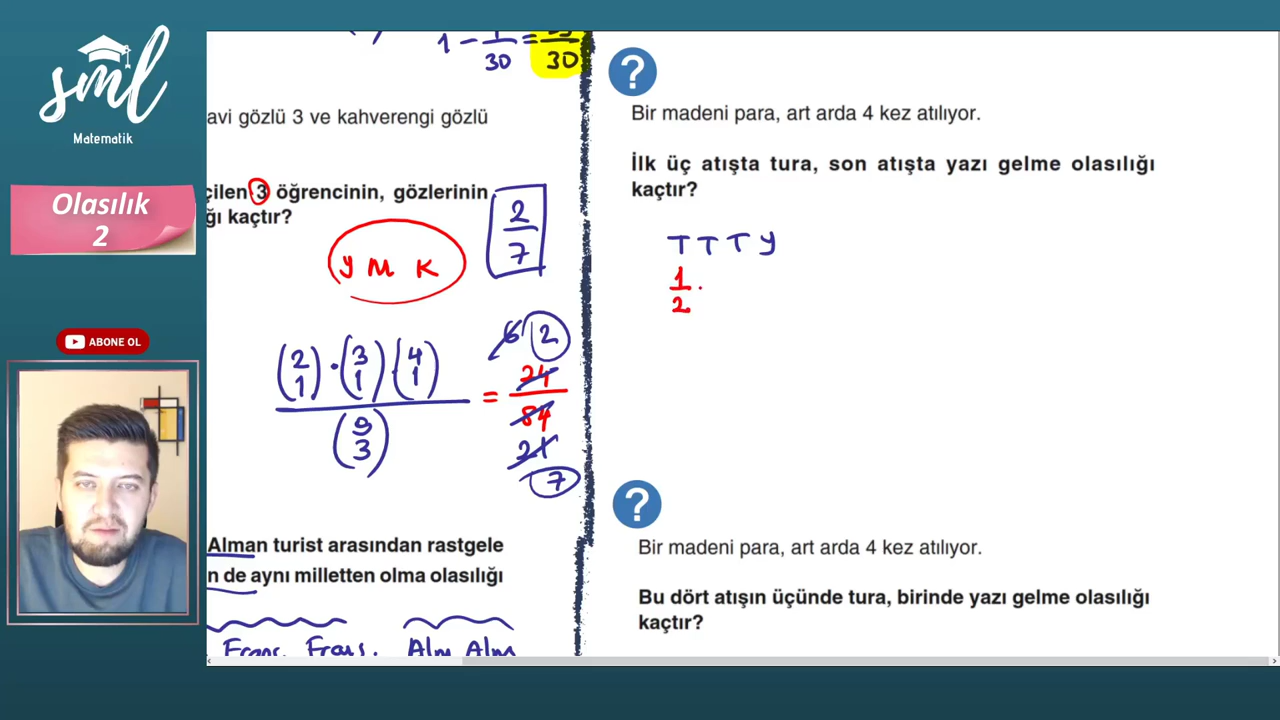 sml
Matematik
Olasılık
2
ABONE OL
1 - 1/30 = /30
avi gözlü 3 ve kahverengi gözlü
çilen 3 öğrencinin, gözlerinin
ğı kaçtır?
2/7
y M K
(2 1) · (3 1) · (4 1) / (9 3) = 24/84
6 2
21
7
Alman turist arasından rastgele
n de aynı milletten olma olasılığı
Frans. Frans. Alm Alm
?
Bir madeni para, art arda 4 kez atılıyor.
İlk üç atışta tura, son atışta yazı gelme olasılığı
kaçtır?
T T T y
1/2 .
?
Bir madeni para, art arda 4 kez atılıyor.
Bu dört atışın üçünde tura, birinde yazı gelme olasılığı
kaçtır?